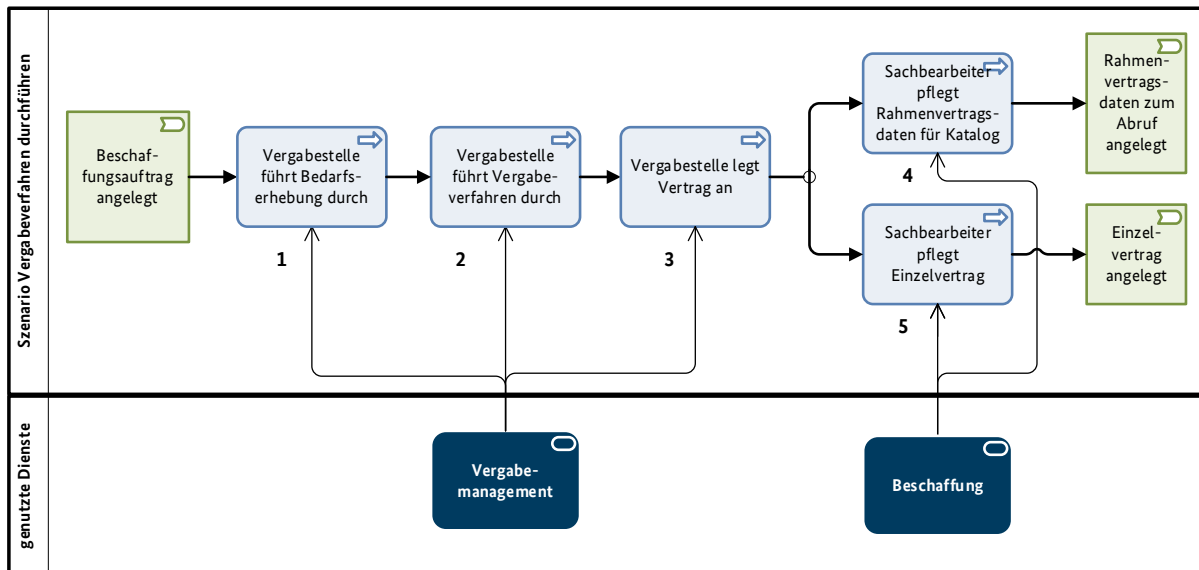 Szenario Vergabeverfahren durchführen
Beschaf-
fungsauftrag
angelegt
Vergabestelle
führt Bedarfs-
erhebung durch
1
Vergabestelle
führt Vergabe-
verfahren durch
2
Vergabestelle legt
Vertrag an
3
Sachbearbeiter
pflegt
Rahmenvertrags-
daten für Katalog
4
Rahmen-
vertrags-
daten zum
Abruf
angelegt
Sachbearbeiter
pflegt
Einzelvertrag
5
Einzel-
vertrag
angelegt
genutzte Dienste
Vergabe-
management
Beschaffung